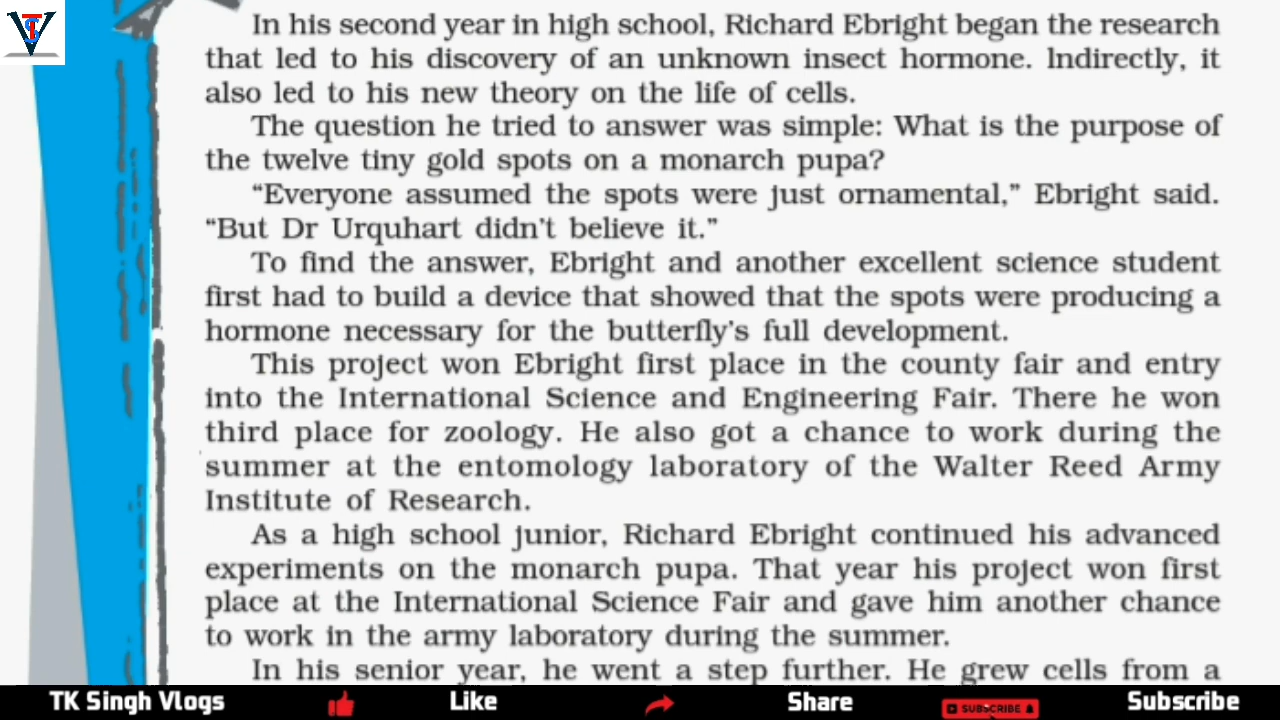 In his second year in high school, Richard Ebright began the research
that led to his discovery of an unknown insect hormone. Indirectly, it
also led to his new theory on the life of cells.
The question he tried to answer was simple: What is the purpose of
the twelve tiny gold spots on a monarch pupa?
“Everyone assumed the spots were just ornamental,” Ebright said.
“But Dr Urquhart didn’t believe it.”
To find the answer, Ebright and another excellent science student
first had to build a device that showed that the spots were producing a
hormone necessary for the butterfly’s full development.
This project won Ebright first place in the county fair and entry
into the International Science and Engineering Fair. There he won
third place for zoology. He also got a chance to work during the
summer at the entomology laboratory of the Walter Reed Army
Institute of Research.
As a high school junior, Richard Ebright continued his advanced
experiments on the monarch pupa. That year his project won first
place at the International Science Fair and gave him another chance
to work in the army laboratory during the summer.
In his senior year, he went a step further. He grew cells from a
TK Singh Vlogs Like Share SUBSCRIBE Subscribe